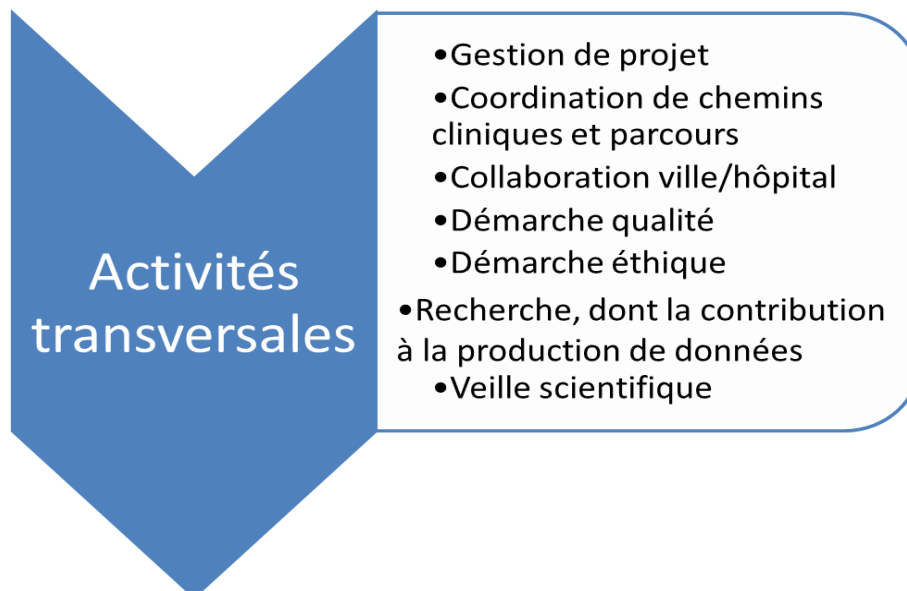 Activités
transversales
•Gestion de projet
•Coordination de chemins
cliniques et parcours
•Collaboration ville/hôpital
•Démarche qualité
•Démarche éthique
•Recherche, dont la contribution
à la production de données
•Veille scientifique